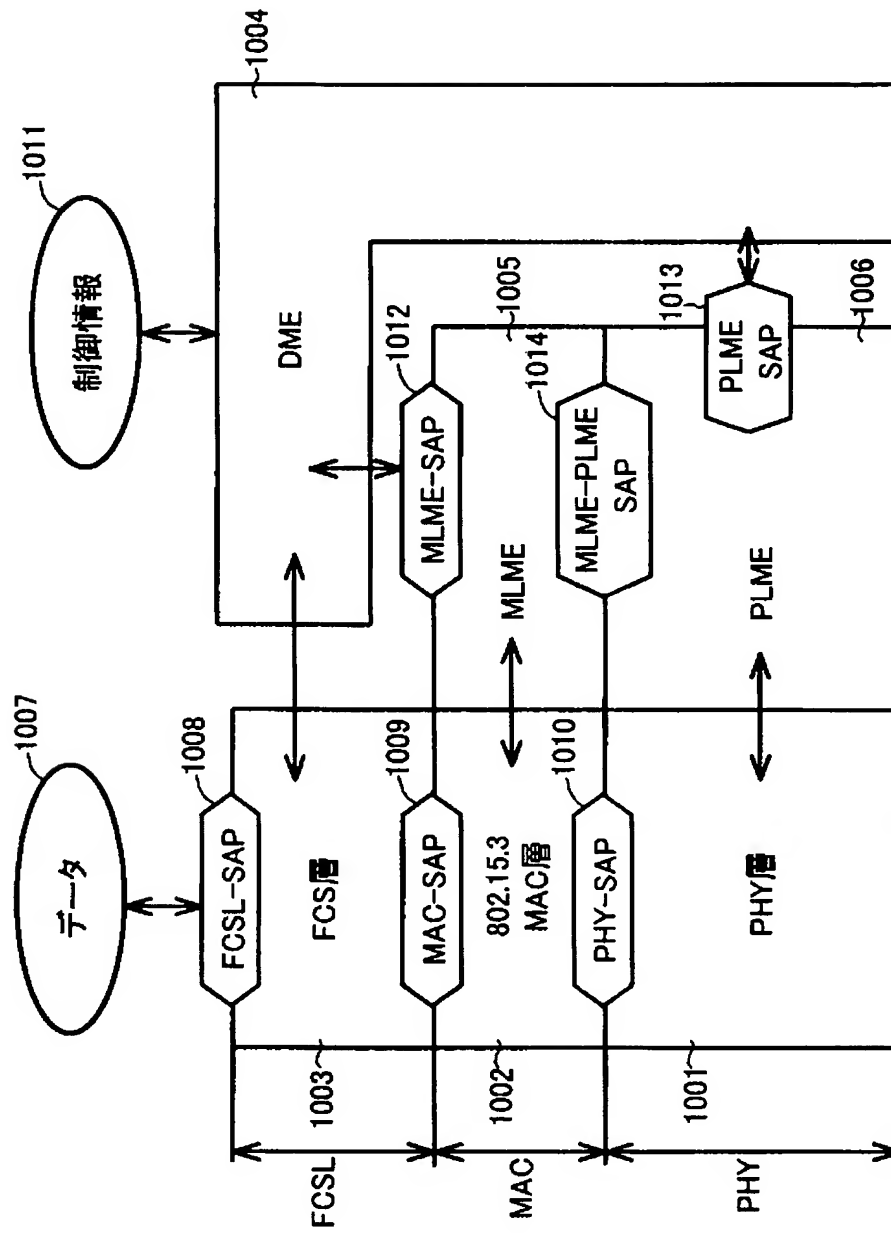 データ
1007
制御情報
1011
1008
FCSL-SAP
1004
DME
1003
FCS層
FCSL
1012
1009
MAC-SAP
MLME-SAP
1005
1002
802.15.3
MAC層
MLME
MAC
1010
1014
PHY-SAP
MLME-PLME
SAP
1013
PLME
SAP
1006
1001
PHY層
PLME
PHY